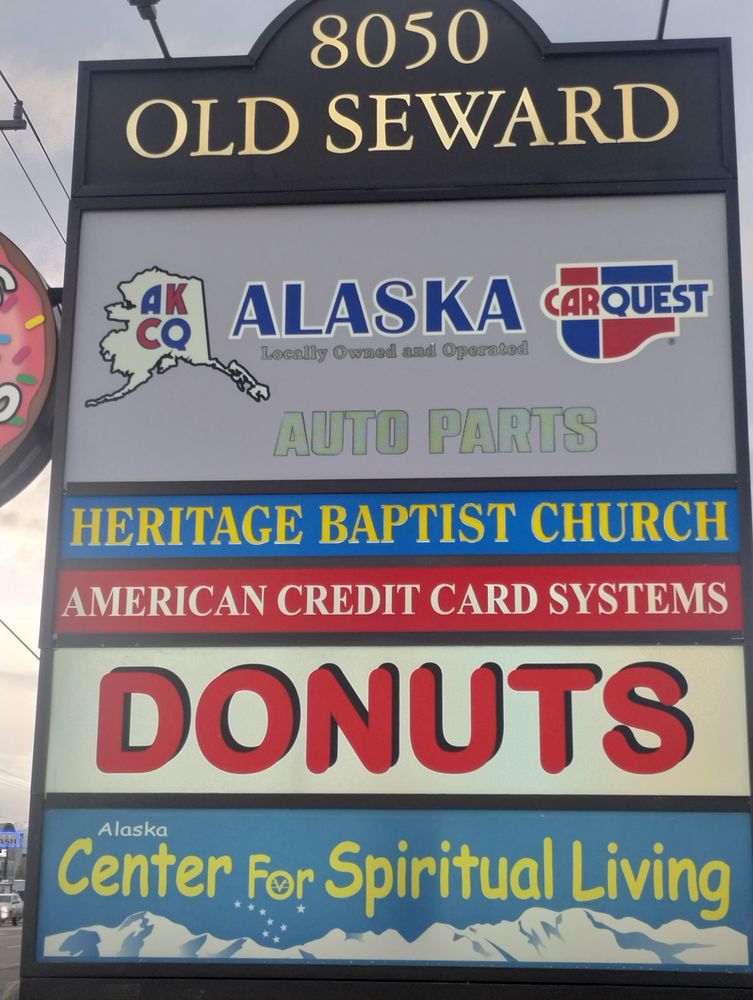 8050
OLD SEWARD
AK
CQ
ALASKA
CARQUEST
Locally Owned and Operated
AUTO PARTS
HERITAGE BAPTIST CHURCH
AMERICAN CREDIT CARD SYSTEMS
DONUTS
Alaska
Center For Spiritual Living